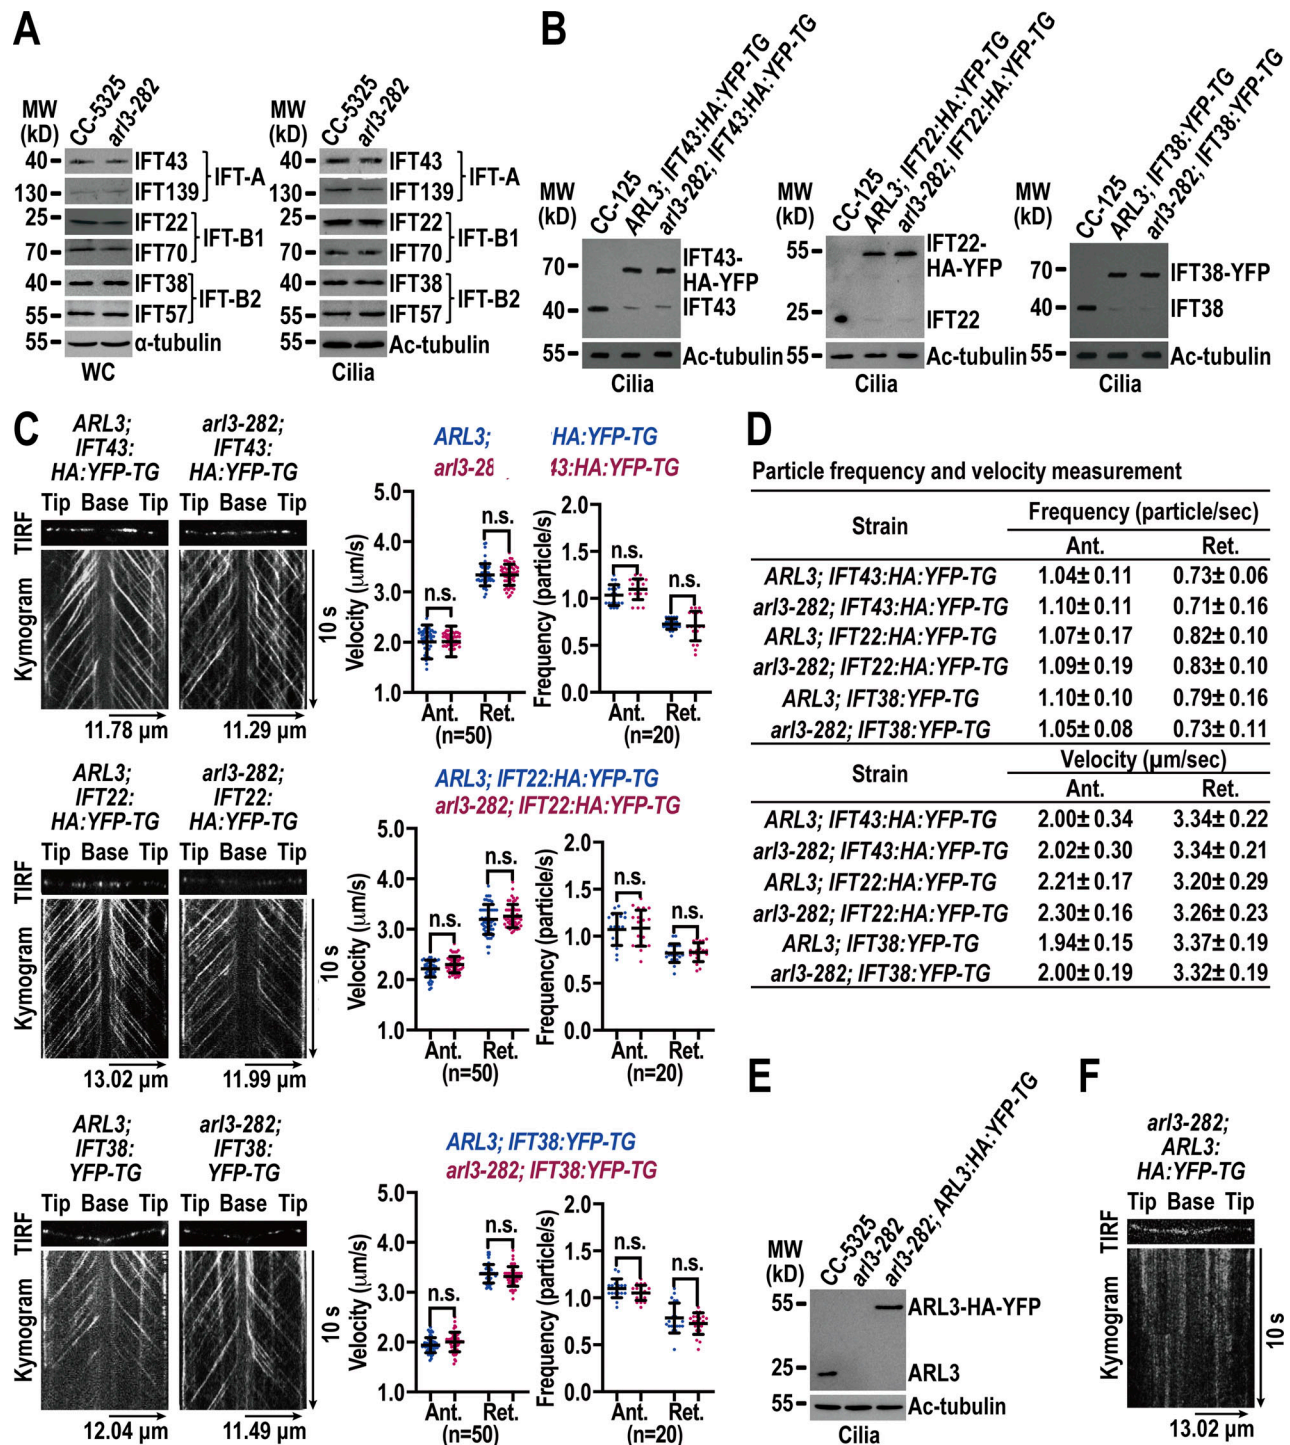 A
MW
(kD)
CC-5325
arl3-282
40
IFT43
130
IFT139
IFT-A
25
IFT22
70
IFT70
IFT-B1
40
IFT38
55
IFT57
IFT-B2
55
α-tubulin
WC
MW
(kD)
CC-5325
arl3-282
40
IFT43
130
IFT139
IFT-A
25
IFT22
70
IFT70
IFT-B1
40
IFT38
55
IFT57
IFT-B2
55
Ac-tubulin
Cilia
B
MW
(kD)
CC-125
ARL3; IFT43:HA:YFP-TG
arl3-282; IFT43:HA:YFP-TG
70
IFT43-
HA-YFP
40
IFT43
55
Ac-tubulin
Cilia
MW
(kD)
CC-125
ARL3; IFT22:HA:YFP-TG
arl3-282; IFT22:HA:YFP-TG
55
IFT22-
HA-YFP
25
IFT22
55
Ac-tubulin
Cilia
MW
(kD)
CC-125
ARL3; IFT38:YFP-TG
arl3-282; IFT38:YFP-TG
70
IFT38-YFP
40
IFT38
55
Ac-tubulin
Cilia
C
ARL3;
IFT43:
HA:YFP-TG
arl3-282;
IFT43:
HA:YFP-TG
Tip Base Tip
Tip Base Tip
TIRF
Kymogram
10 s
11.78 µm
11.29 µm
ARL3; HA:YFP-TG
arl3-28 43:HA:YFP-TG
Velocity (µm/s)
5.0
4.0
3.0
2.0
1.0
n.s.
n.s.
Ant. Ret.
(n=50)
Frequency (particle/s)
2.0
1.5
1.0
0.5
0.0
n.s.
n.s.
Ant. Ret.
(n=20)
ARL3;
IFT22:
HA:YFP-TG
arl3-282;
IFT22:
HA:YFP-TG
Tip Base Tip
Tip Base Tip
TIRF
Kymogram
10 s
13.02 µm
11.99 µm
ARL3; IFT22:HA:YFP-TG
arl3-282; IFT22:HA:YFP-TG
Velocity (µm/s)
5.0
4.0
3.0
2.0
1.0
n.s.
n.s.
Ant. Ret.
(n=50)
Frequency (particle/s)
2.0
1.5
1.0
0.5
0.0
n.s.
n.s.
Ant. Ret.
(n=20)
ARL3;
IFT38:
YFP-TG
arl3-282;
IFT38:
YFP-TG
Tip Base Tip
Tip Base Tip
TIRF
Kymogram
10 s
12.04 µm
11.49 µm
ARL3; IFT38:YFP-TG
arl3-282; IFT38:YFP-TG
Velocity (µm/s)
5.0
4.0
3.0
2.0
1.0
n.s.
n.s.
Ant. Ret.
(n=50)
Frequency (particle/s)
2.0
1.5
1.0
0.5
0.0
n.s.
n.s.
Ant. Ret.
(n=20)
D
Particle frequency and velocity measurement
Strain Frequency (particle/sec)
Ant. Ret.
ARL3; IFT43:HA:YFP-TG 1.04± 0.11 0.73± 0.06
arl3-282; IFT43:HA:YFP-TG 1.10± 0.11 0.71± 0.16
ARL3; IFT22:HA:YFP-TG 1.07± 0.17 0.82± 0.10
arl3-282; IFT22:HA:YFP-TG 1.09± 0.19 0.83± 0.10
ARL3; IFT38:YFP-TG 1.10± 0.10 0.79± 0.16
arl3-282; IFT38:YFP-TG 1.05± 0.08 0.73± 0.11
Strain Velocity (µm/sec)
Ant. Ret.
ARL3; IFT43:HA:YFP-TG 2.00± 0.34 3.34± 0.22
arl3-282; IFT43:HA:YFP-TG 2.02± 0.30 3.34± 0.21
ARL3; IFT22:HA:YFP-TG 2.21± 0.17 3.20± 0.29
arl3-282; IFT22:HA:YFP-TG 2.30± 0.16 3.26± 0.23
ARL3; IFT38:YFP-TG 1.94± 0.15 3.37± 0.19
arl3-282; IFT38:YFP-TG 2.00± 0.19 3.32± 0.19
E
MW
(kD)
CC-5325
arl3-282
arl3-282; ARL3:HA:YFP-TG
55
ARL3-HA-YFP
25
ARL3
55
Ac-tubulin
Cilia
F
arl3-282;
ARL3:
HA:YFP-TG
Tip Base Tip
TIRF
Kymogram
10 s
13.02 µm